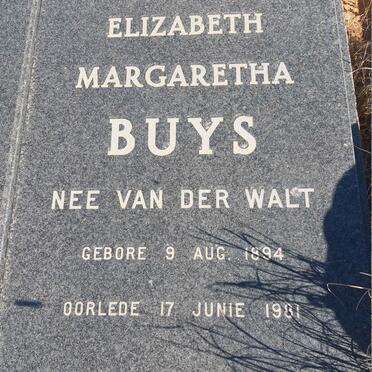 ELIZABETH
MARGARETHA
BUYS
NEE VAN DER WALT
GEBORE 9 AUG. 1894
OORLEDE 17 JUNIE 1981